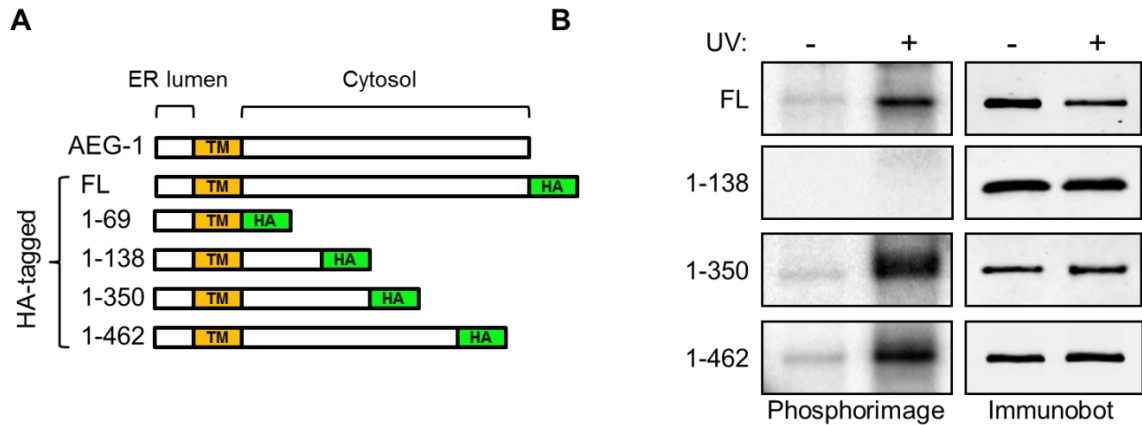 A
ER lumen Cytosol
AEG-1 TM
HA-tagged
FL TM HA
1-69 TM HA
1-138 TM HA
1-350 TM HA
1-462 TM HA
B
UV: - + - +
FL
1-138
1-350
1-462
Phosphorimage Immunobot